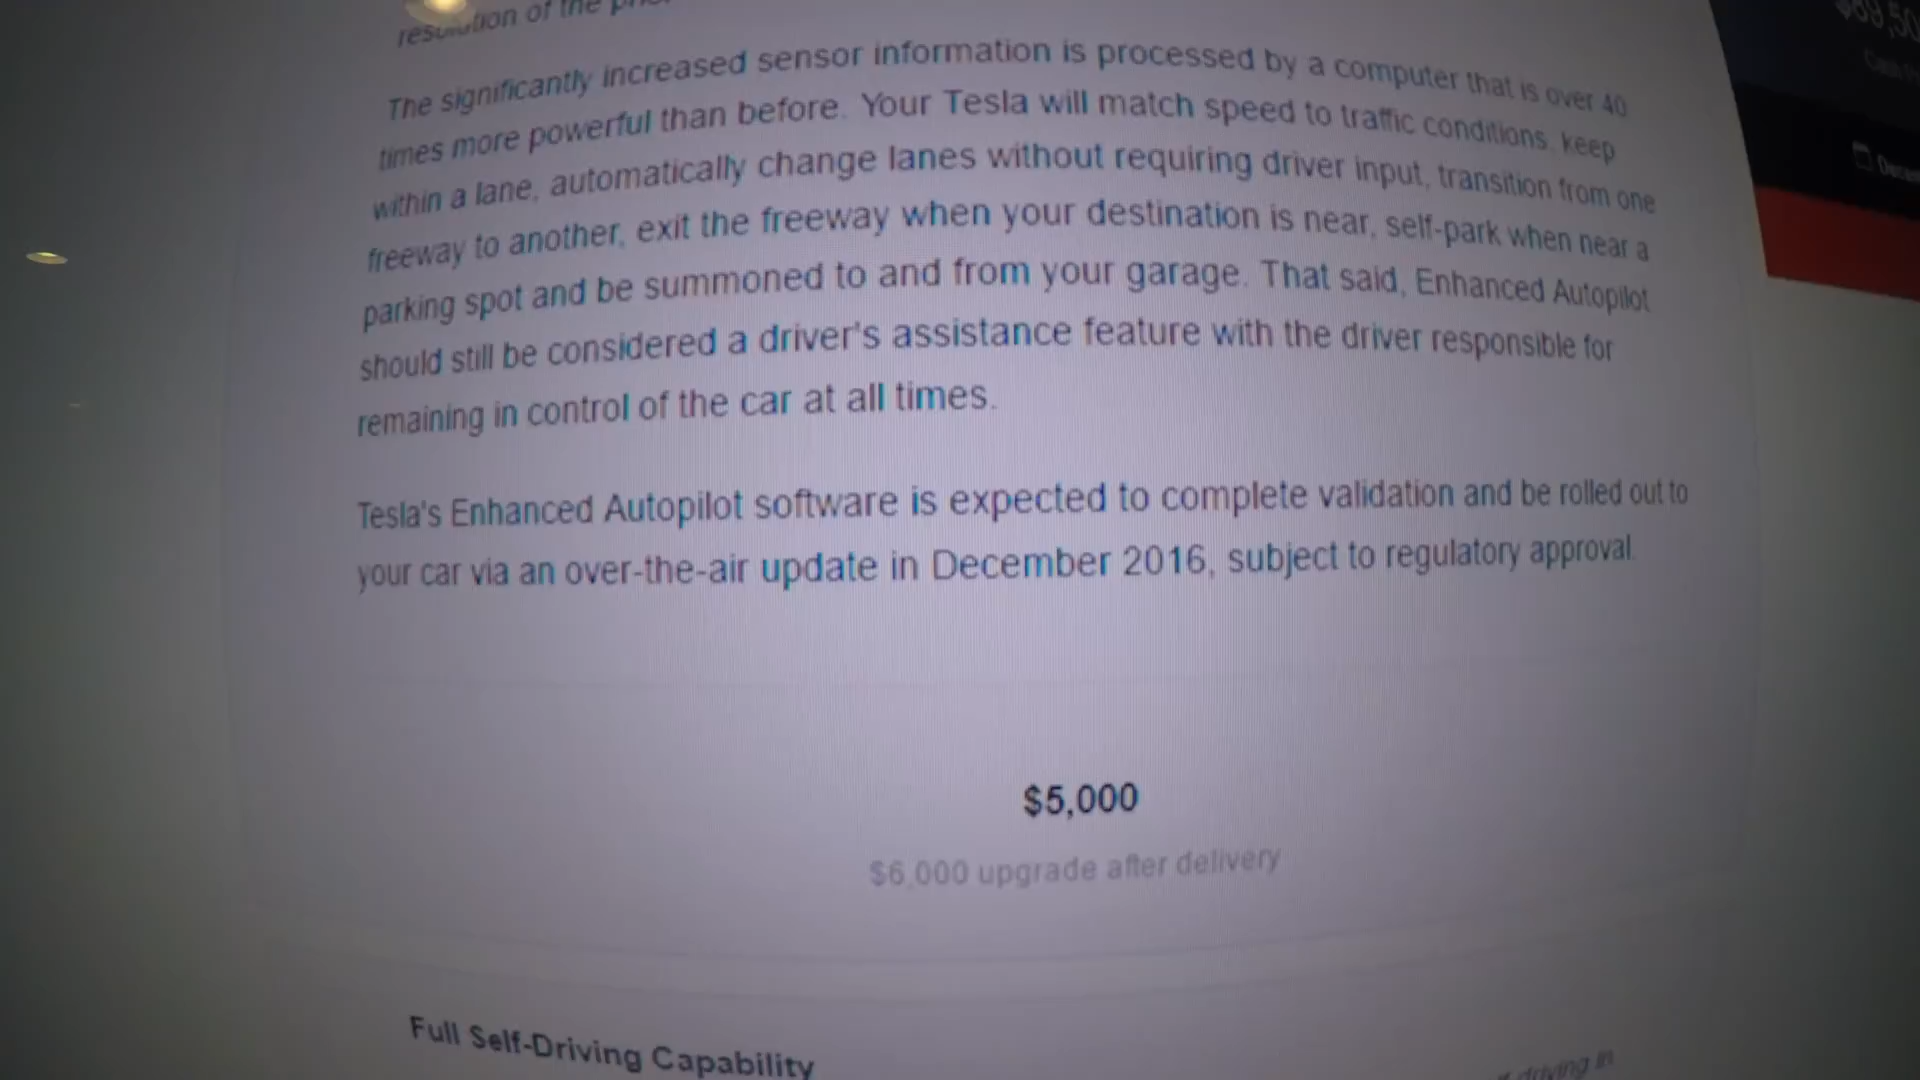 resolution of the
The significantly increased sensor information is processed by a computer that is over 40
times more powerful than before. Your Tesla will match speed to traffic conditions, keep
within a lane, automatically change lanes without requiring driver input, transition from one
freeway to another, exit the freeway when your destination is near, self-park when near a
parking spot and be summoned to and from your garage. That said, Enhanced Autopilot
should still be considered a driver's assistance feature with the driver responsible for
remaining in control of the car at all times.
Tesla's Enhanced Autopilot software is expected to complete validation and be rolled out to
your car via an over-the-air update in December 2016, subject to regulatory approval.
$5,000
$6,000 upgrade after delivery
Full Self-Driving Capability
driving in